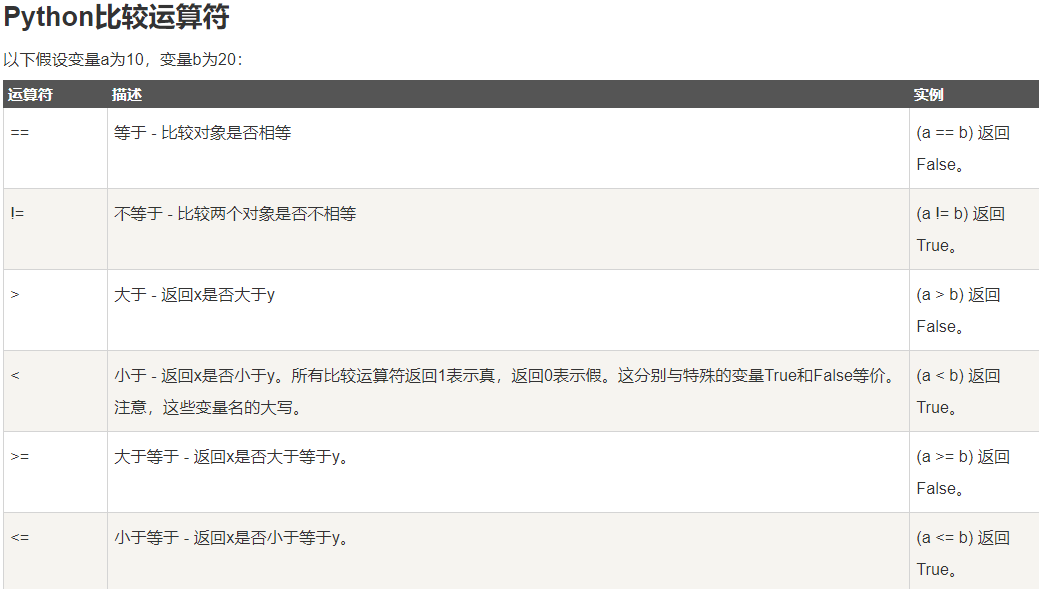 Python比较运算符
以下假设变量a为10，变量b为20：
运算符 描述 实例
== 等于 - 比较对象是否相等 (a == b) 返回
False。
!= 不等于 - 比较两个对象是否不相等 (a != b) 返回
True。
> 大于 - 返回x是否大于y (a > b) 返回
False。
< 小于 - 返回x是否小于y。所有比较运算符返回1表示真，返回0表示假。这分别与特殊的变量True和False等价。 (a < b) 返回
注意，这些变量名的大写。 True。
>= 大于等于 - 返回x是否大于等于y。 (a >= b) 返回
False。
<= 小于等于 - 返回x是否小于等于y。 (a <= b) 返回
True。